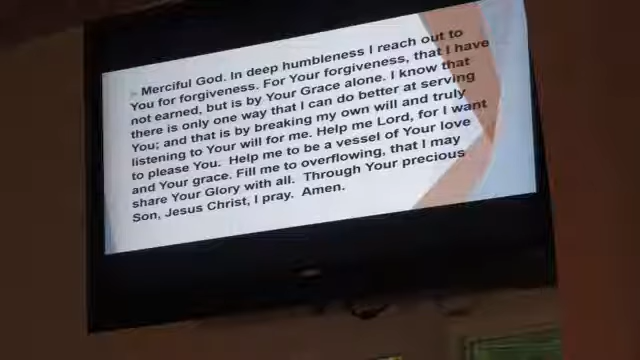 Merciful God. In deep humbleness I reach out to
You for forgiveness. For Your forgiveness, that I have
not earned, but is by Your Grace alone. I know that
there is only one way that I can do better at serving
You; and that is by breaking my own will and truly
listening to Your will for me. Help me Lord, for I want
to please You. Help me to be a vessel of Your love
and Your grace. Fill me to overflowing, that I may
share Your Glory with all. Through Your precious
Son, Jesus Christ, I pray. Amen.